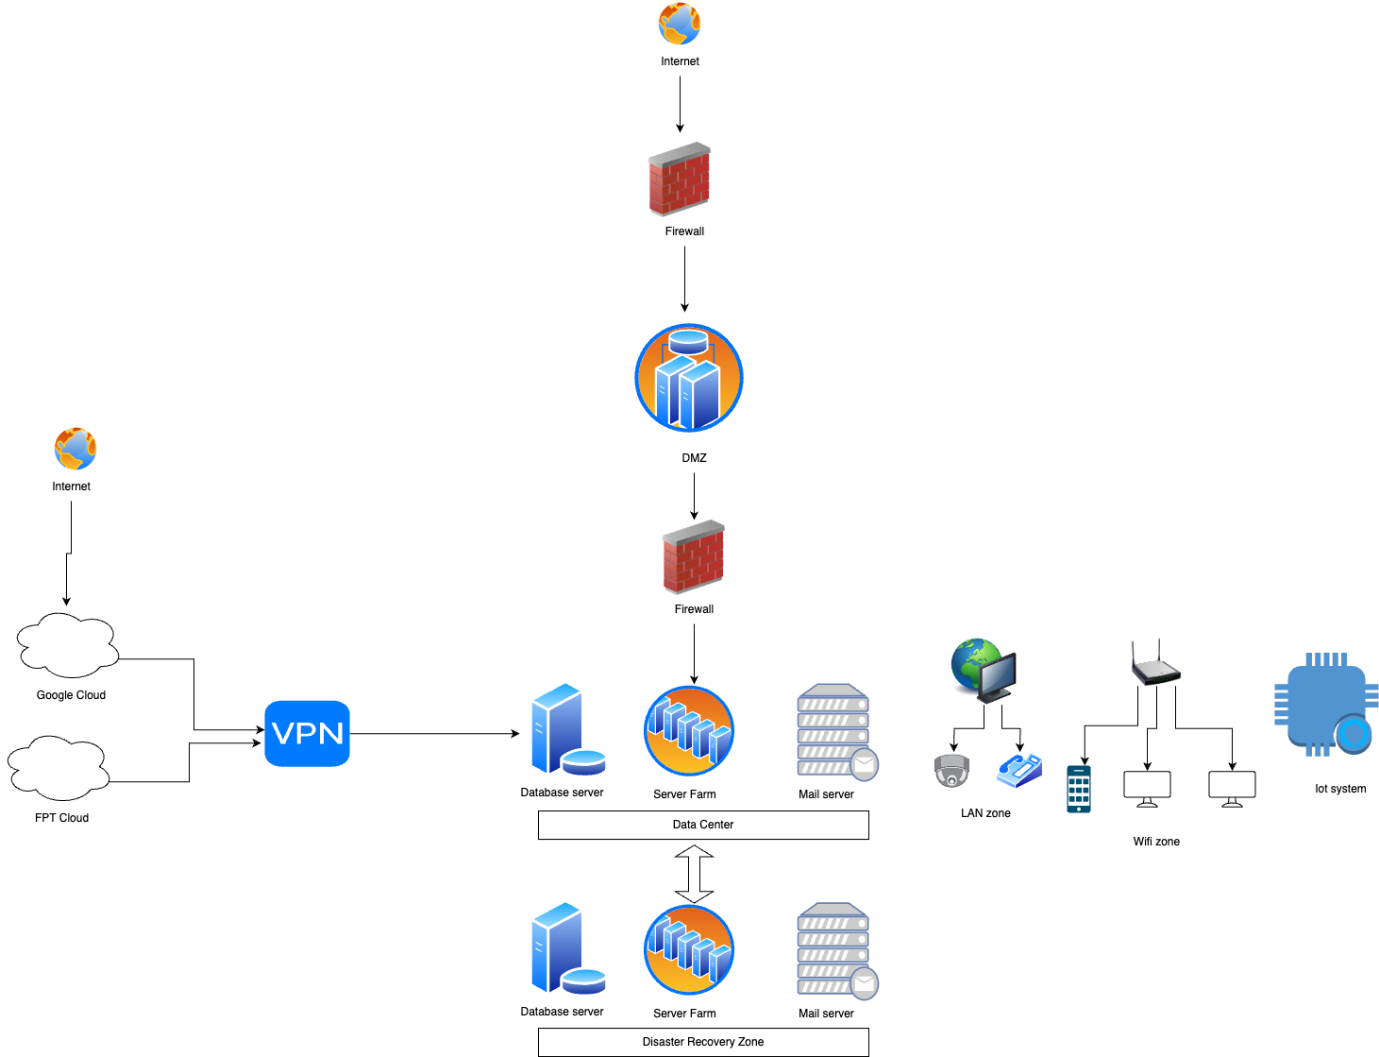 Internet
Firewall
DMZ
Internet
Firewall
Google Cloud
VPN
FPT Cloud
Database server
Server Farm
Mail server
Data Center
LAN zone
Wifi zone
Iot system
Database server
Server Farm
Mail server
Disaster Recovery Zone